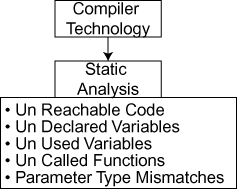 Compiler
Technology
Static
Analysis
• Un Reachable Code
• Un Declared Variables
• Un Used Variables
• Un Called Functions
• Parameter Type Mismatches